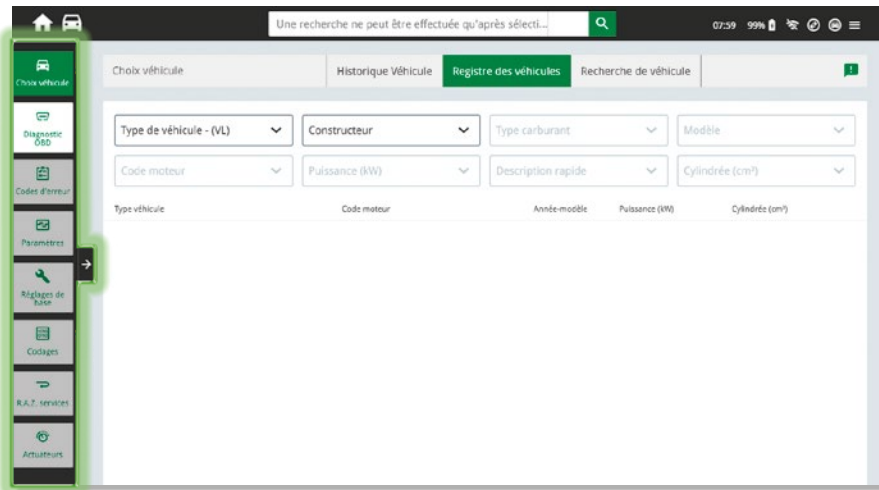 Une recherche ne peut être effectuée qu'après sélecti...
07:59 99%
Choix véhicule
Diagnostic
OBD
Codes d'erreur
Paramètres
Réglages de
base
Codages
R.A.Z. services
Actuateurs
Choix véhicule
Historique Véhicule
Registre des véhicules
Recherche de véhicule
Type de véhicule - (VL)
Constructeur
Type carburant
Modèle
Code moteur
Puissance (kW)
Description rapide
Cylindrée (cm³)
Type véhicule
Code moteur
Année-modèle
Puissance (kW)
Cylindrée (cm³)